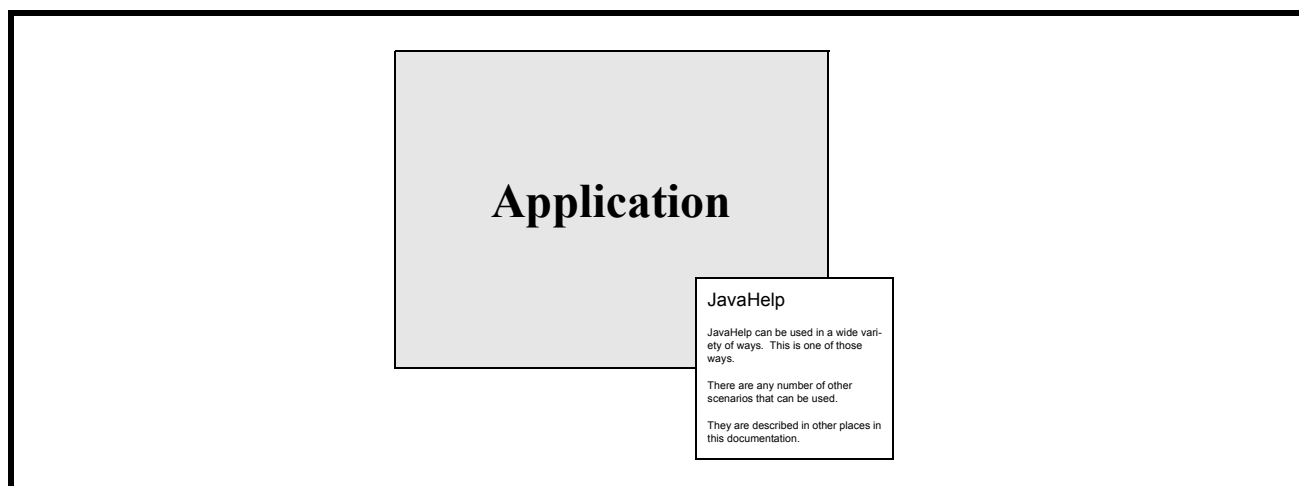 Application
JavaHelp
JavaHelp can be used in a wide vari-
ety of ways.  This is one of those
ways.
There are any number of other
scenarios that can be used.
They are described in other places in
this documentation.